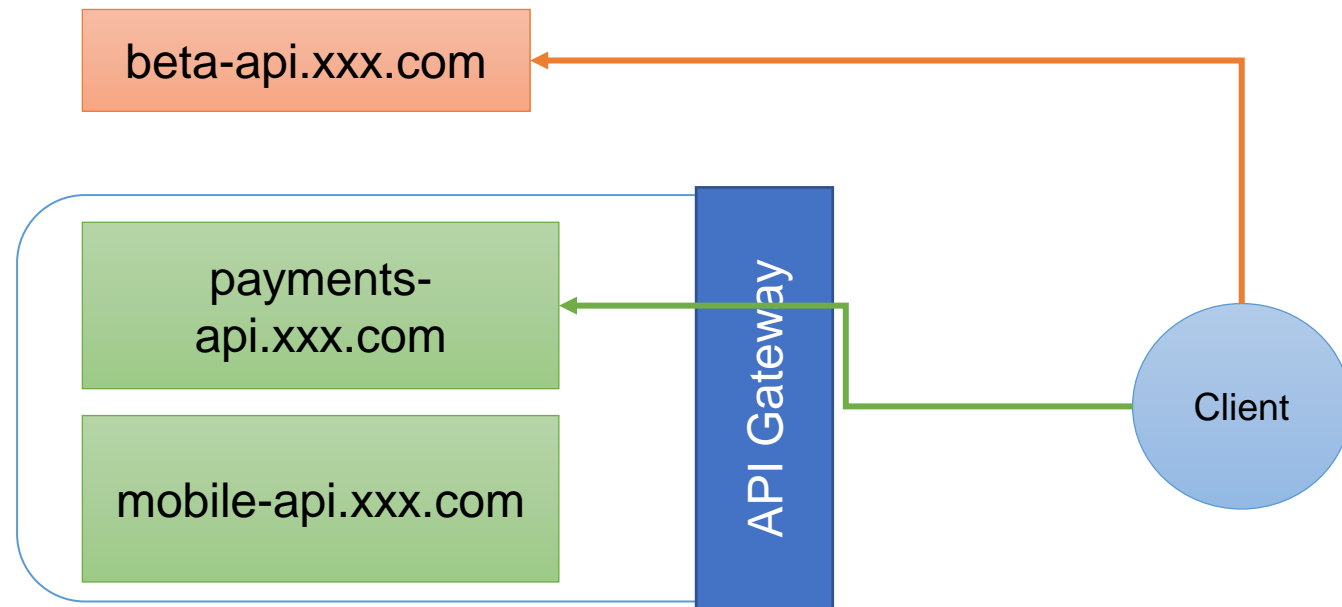 beta-api.xxx.com
payments-
api.xxx.com
mobile-api.xxx.com
API Gateway
Client